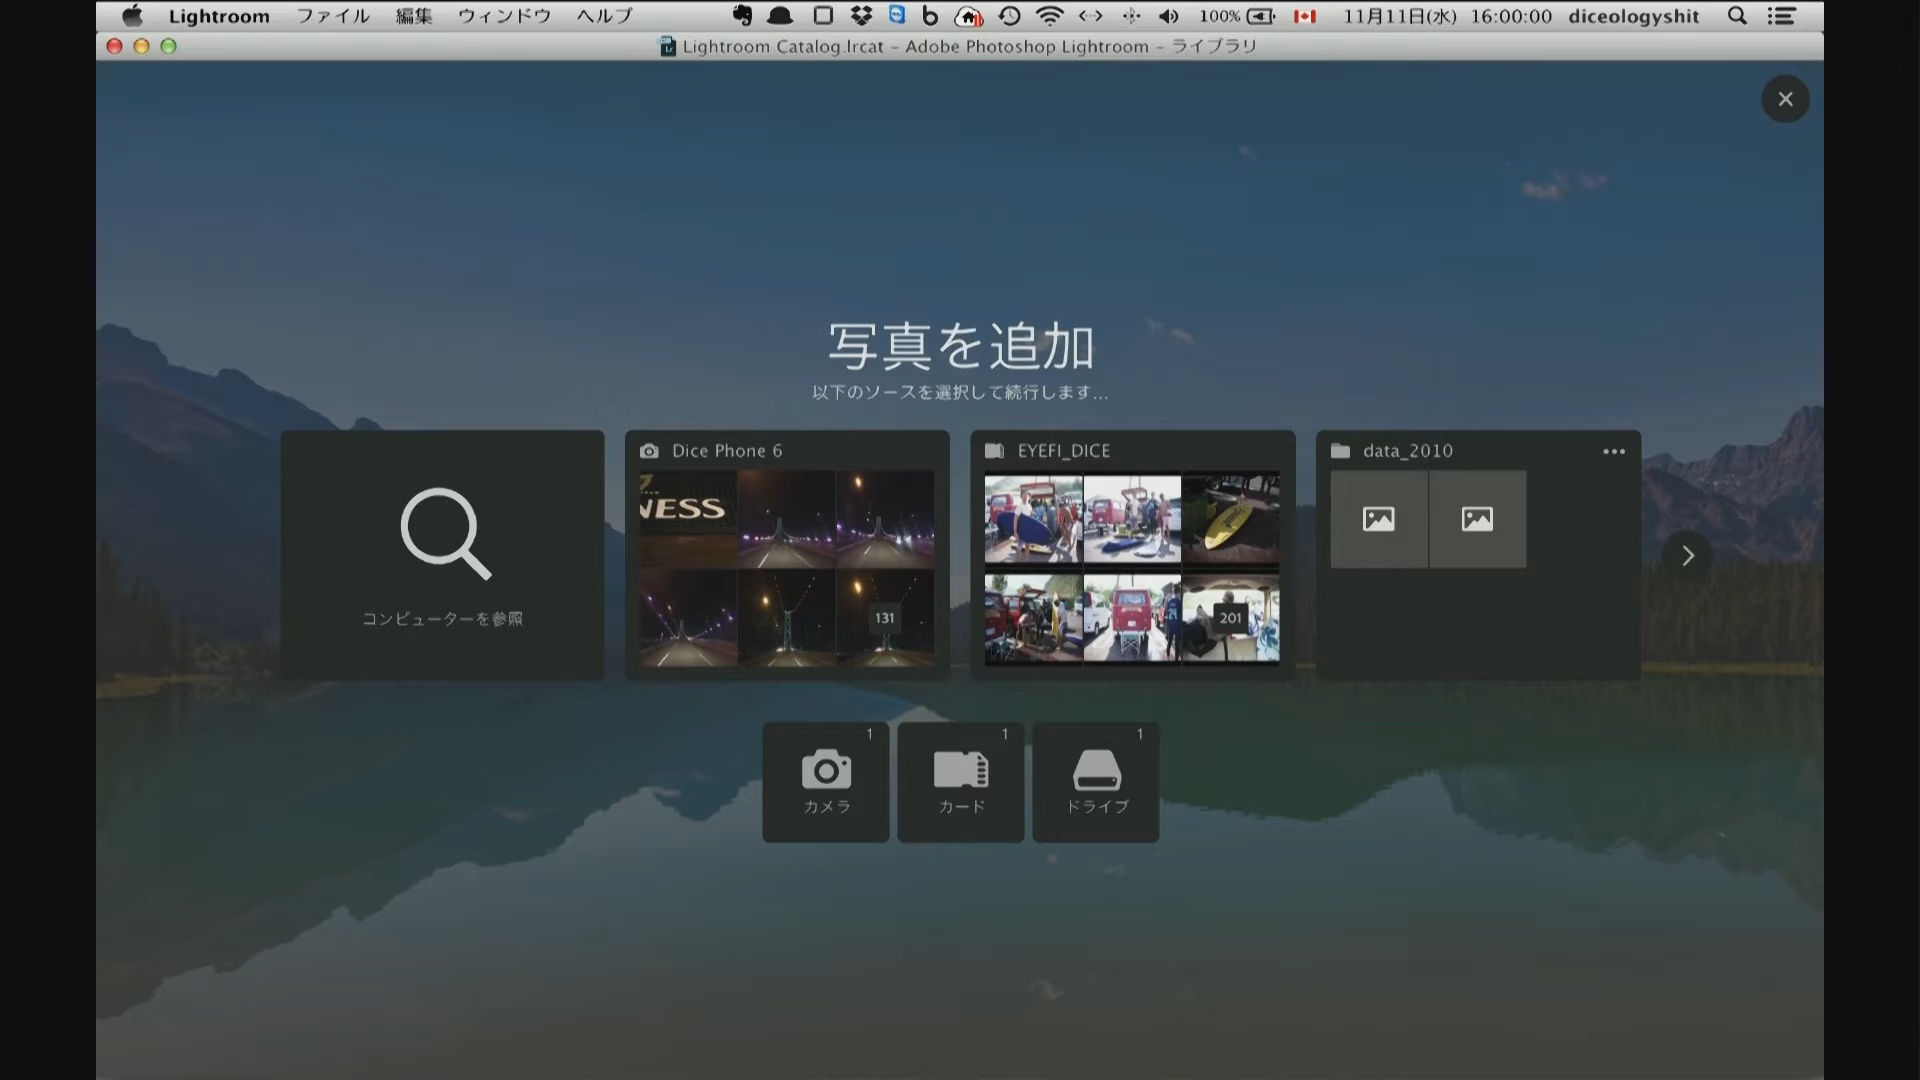 Lightroom ファイル 編集 ウィンドウ ヘルプ 100% 11月11日(水) 16:00:00 diceologyshit
Lightroom Catalog.lrcat – Adobe Photoshop Lightroom – ライブラリ
写真を追加
以下のソースを選択して続行します...
コンピューターを参照
Dice Phone 6
NESS
131
EYEFI_DICE
201
data_2010
1
カメラ
1
カード
1
ドライブ